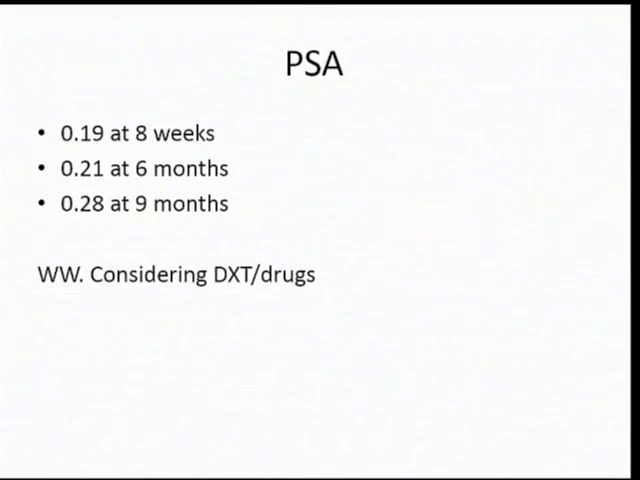 PSA
• 0.19 at 8 weeks
• 0.21 at 6 months
• 0.28 at 9 months
WW. Considering DXT/drugs